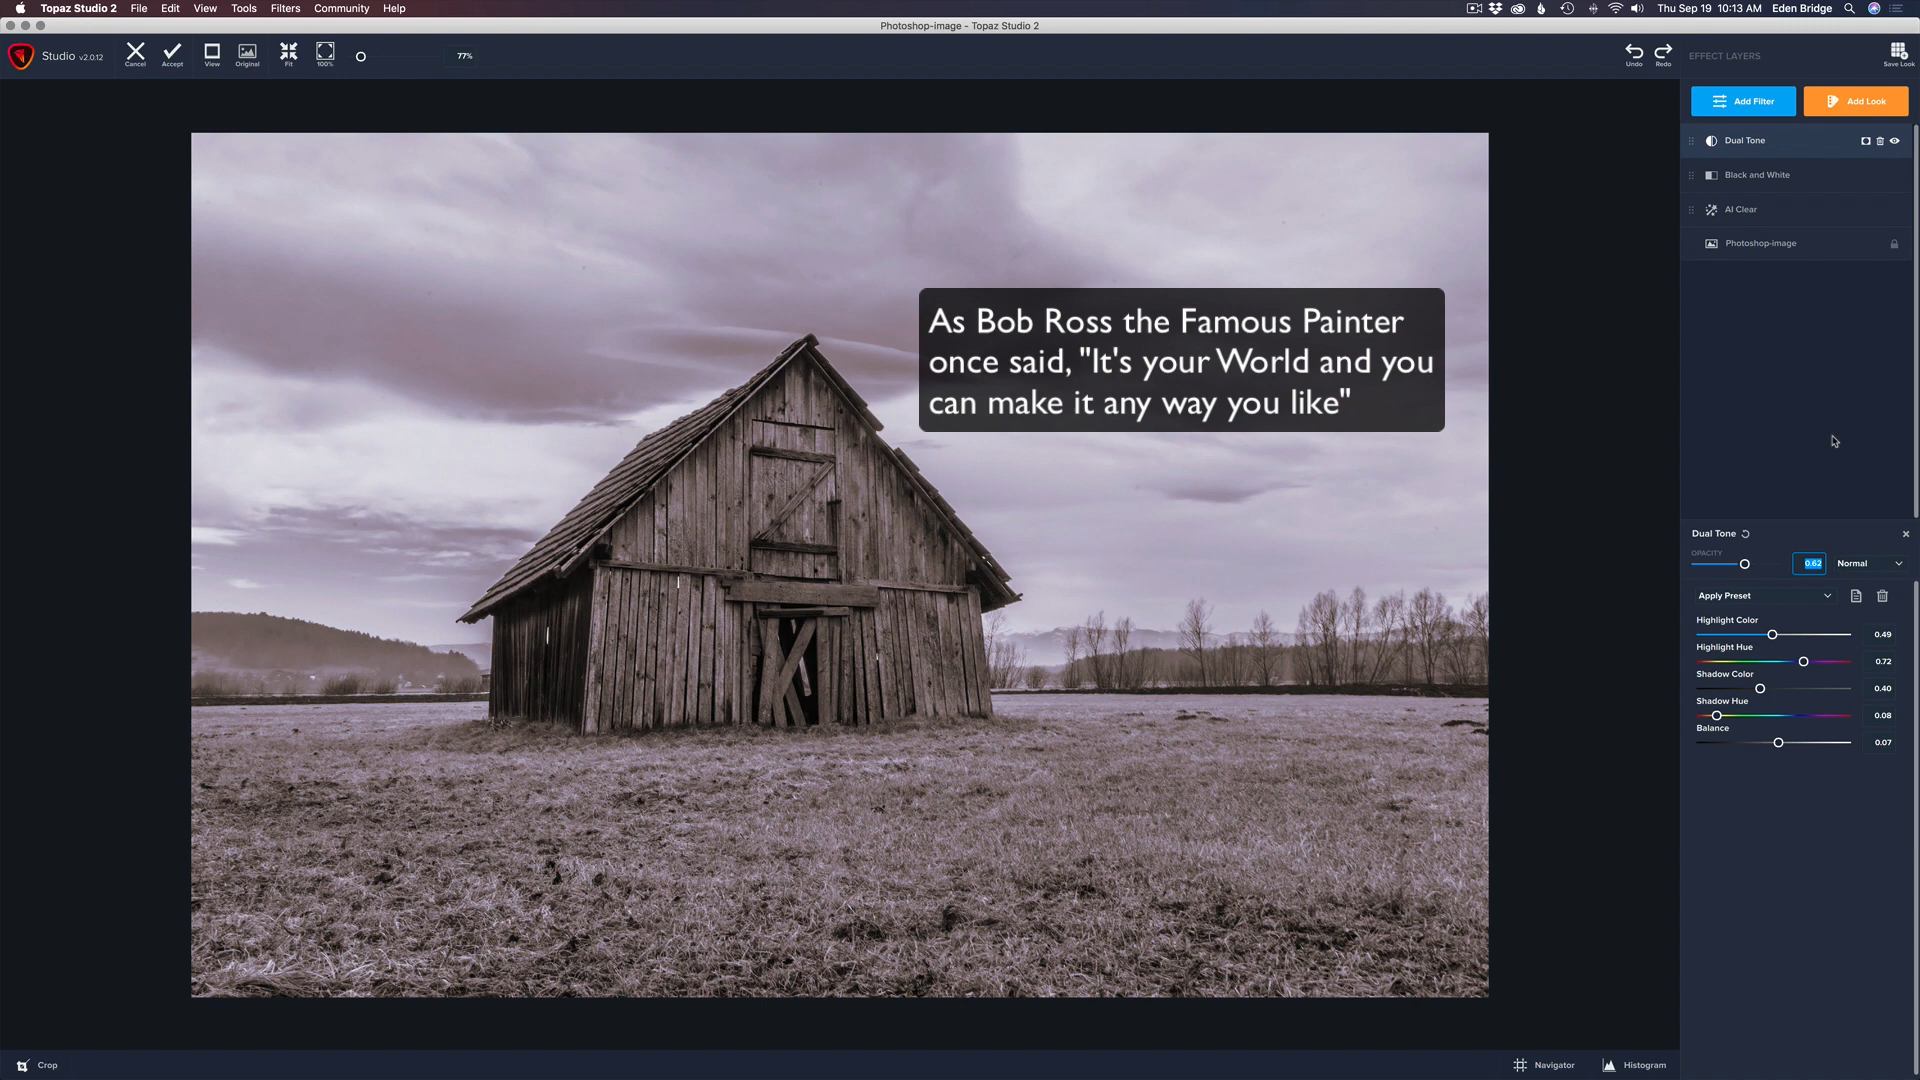 Topaz Studio 2 File Edit View Tools Filters Community Help
Thu Sep 19 10:13 AM Eden Bridge
Photoshop-image - Topaz Studio 2
Studio v2.0.12
Cancel Accept View Original Fit 100%
77%
Undo Redo
EFFECT LAYERS
Save Look
Add Filter
Add Look
Dual Tone
Black and White
AI Clear
Photoshop-image
As Bob Ross the Famous Painter
once said, "It's your World and you
can make it any way you like"
Dual Tone
OPACITY
0.62
Normal
Apply Preset
Highlight Color
0.49
Highlight Hue
0.72
Shadow Color
0.40
Shadow Hue
0.08
Balance
0.07
Crop
Navigator
Histogram